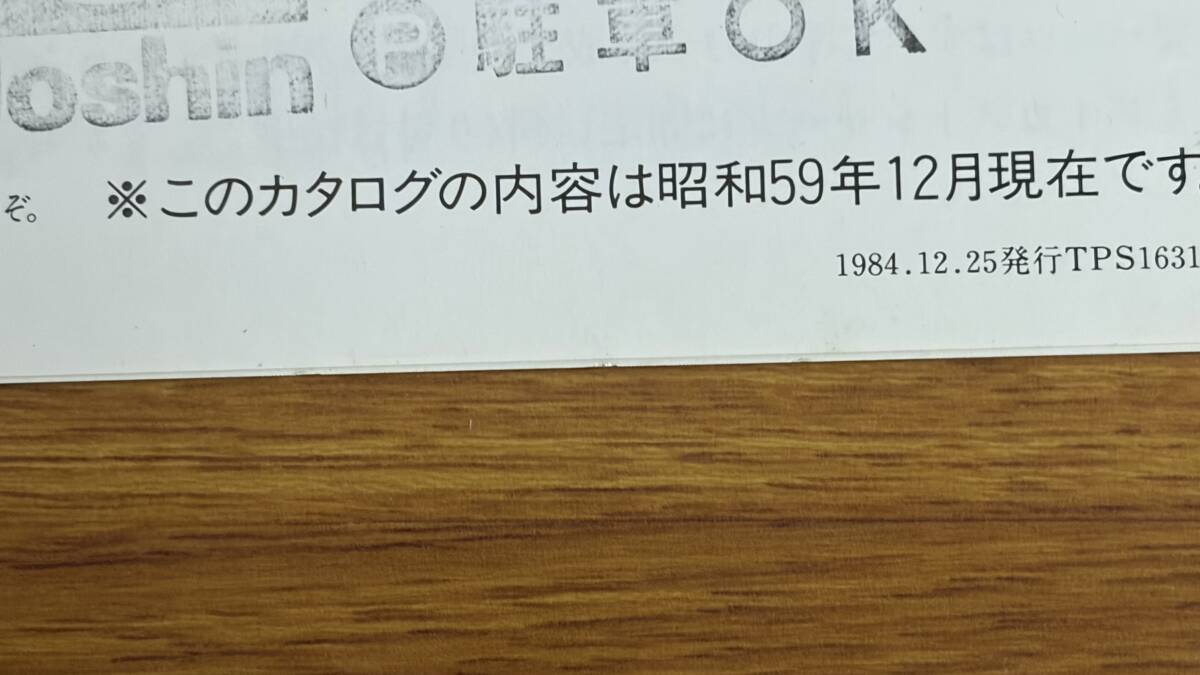 oshin Ⓟ駐車OK
ぞ。 ※このカタログの内容は昭和59年12月現在です
1984.12.25発行TPS1631